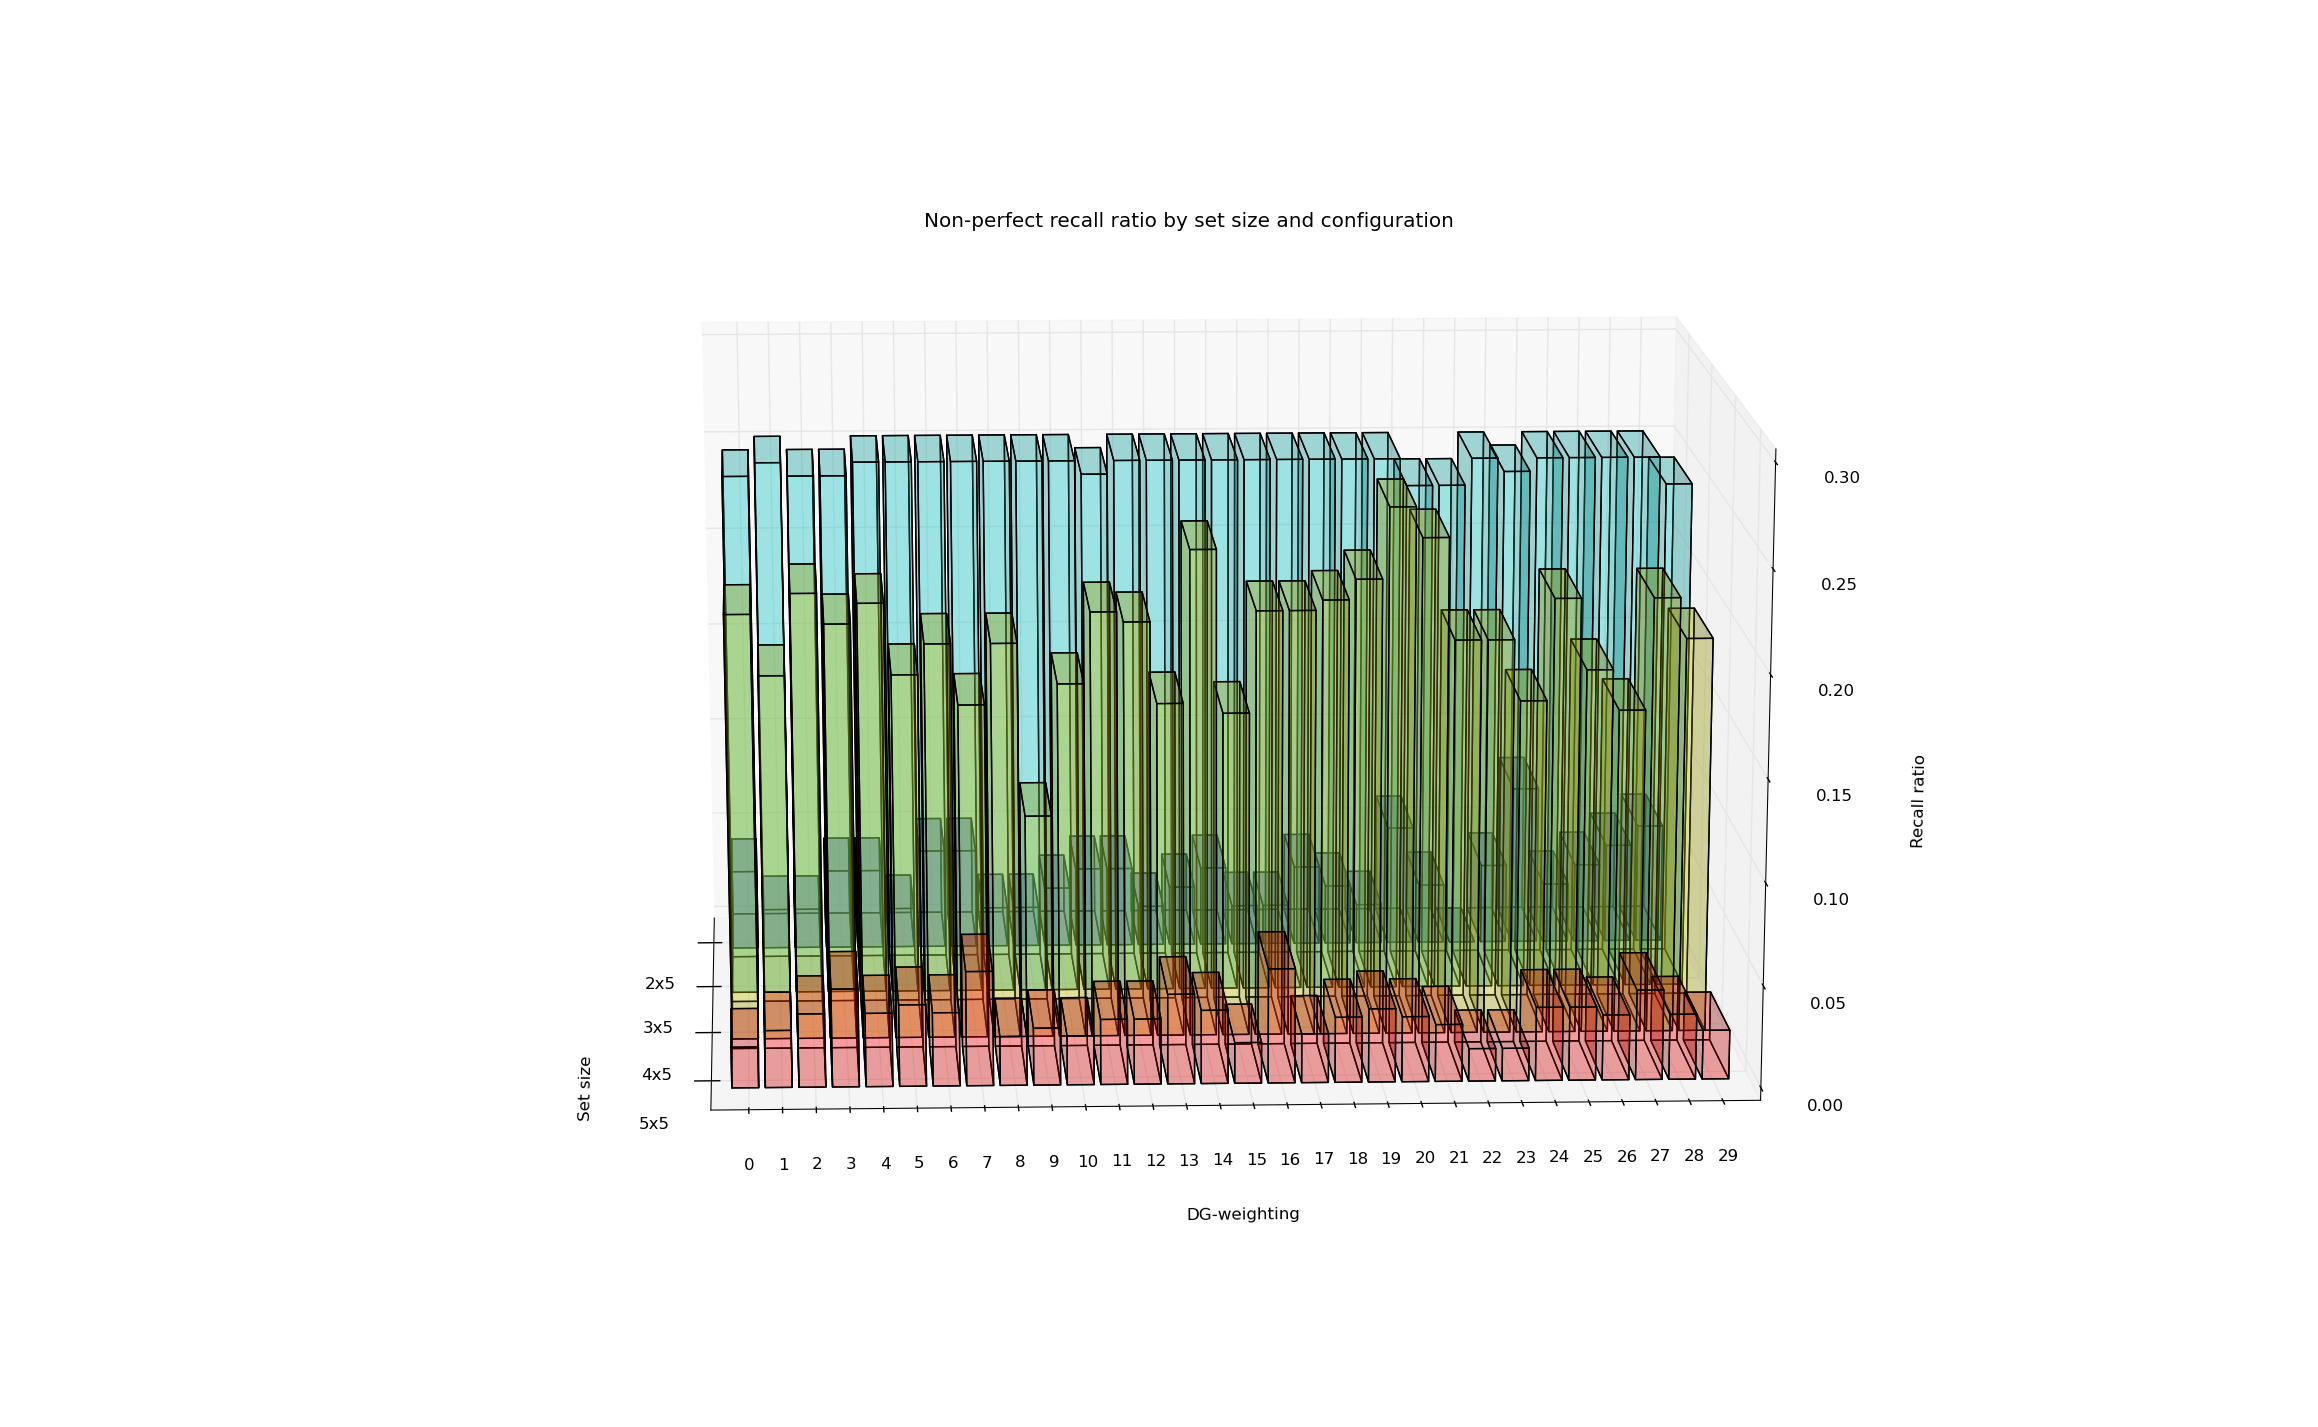 Non-perfect recall ratio by set size and configuration
0.30
0.25
0.20
0.15
0.10
0.05
0.00
Recall ratio
2x5
3x5
4x5
5x5
Set size
0 1 2 3 4 5 6 7 8 9 10 11 12 13 14 15 16 17 18 19 20 21 22 23 24 25 26 27 28 29
DG-weighting